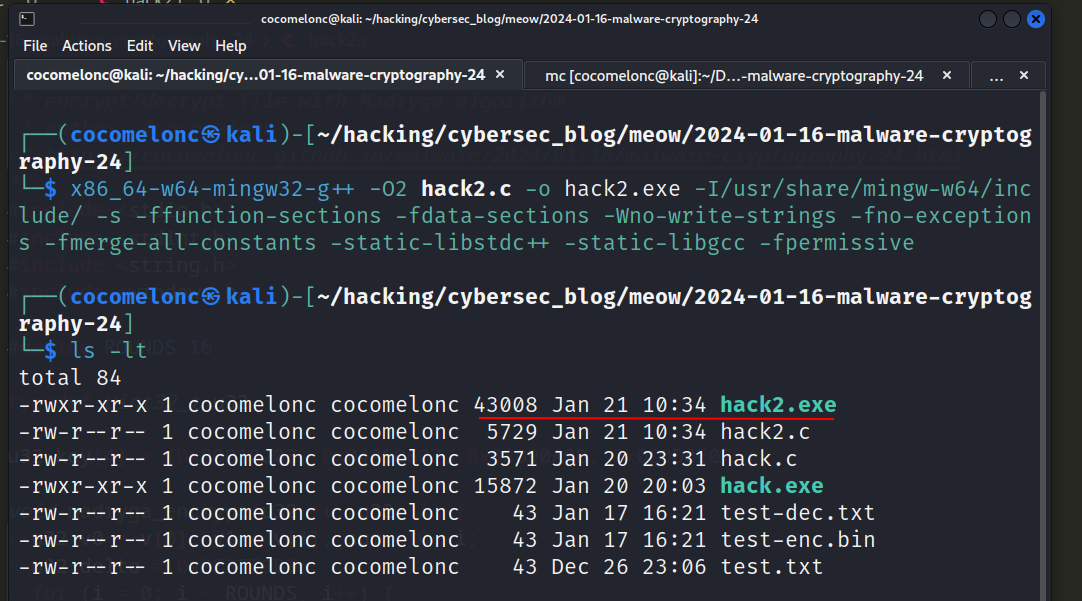 cocomelonc@kali: ~/hacking/cybersec_blog/meow/2024-01-16-malware-cryptography-24
File Actions Edit View Help
cocomelonc@kali: ~/hacking/cy...01-16-malware-cryptography-24 × mc [cocomelonc@kali]:~/D...-malware-cryptography-24 × ... ×
┌──(cocomelonc㉿kali)-[~/hacking/cybersec_blog/meow/2024-01-16-malware-cryptog
raphy-24]
└─$ x86_64-w64-mingw32-g++ -O2 hack2.c -o hack2.exe -I/usr/share/mingw-w64/inc
lude/ -s -ffunction-sections -fdata-sections -Wno-write-strings -fno-exception
s -fmerge-all-constants -static-libstdc++ -static-libgcc -fpermissive
┌──(cocomelonc㉿kali)-[~/hacking/cybersec_blog/meow/2024-01-16-malware-cryptog
raphy-24]
└─$ ls -lt
total 84
-rwxr-xr-x 1 cocomelonc cocomelonc 43008 Jan 21 10:34 hack2.exe
-rw-r--r-- 1 cocomelonc cocomelonc 5729 Jan 21 10:34 hack2.c
-rw-r--r-- 1 cocomelonc cocomelonc 3571 Jan 20 23:31 hack.c
-rwxr-xr-x 1 cocomelonc cocomelonc 15872 Jan 20 20:03 hack.exe
-rw-r--r-- 1 cocomelonc cocomelonc 43 Jan 17 16:21 test-dec.txt
-rw-r--r-- 1 cocomelonc cocomelonc 43 Jan 17 16:21 test-enc.bin
-rw-r--r-- 1 cocomelonc cocomelonc 43 Dec 26 23:06 test.txt